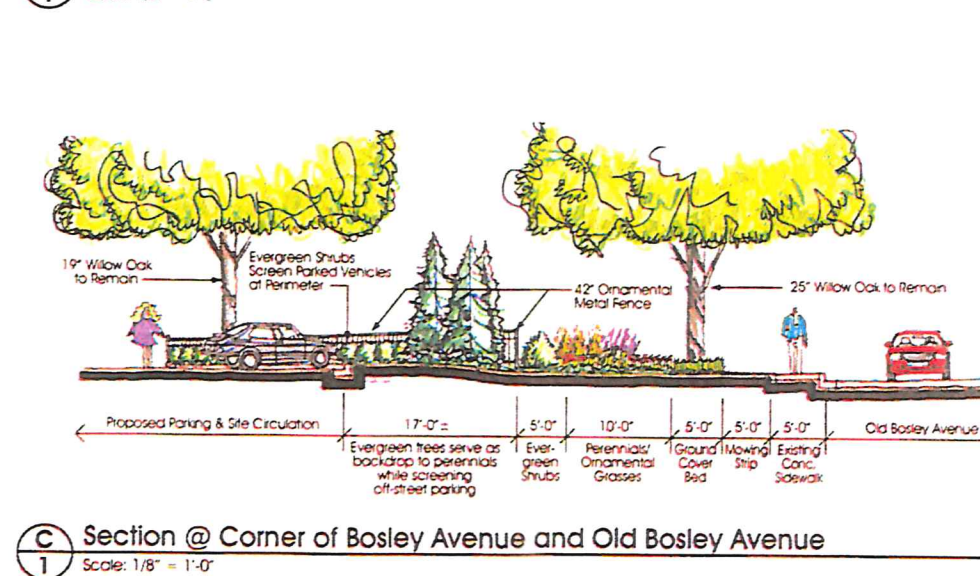 19" Willow Oak
to Remain
Evergreen Shrubs
Screen Parked Vehicles
at Perimeter
42" Ornamental
Metal Fence
25" Willow Oak to Remain
Proposed Parking & Site Circulation
17'-0" ±
5'-0"
10'-0"
5'-0"
5'-0"
5'-0"
Old Bosley Avenue
Evergreen trees serve as
backdrop to perennials
while screening
off-street parking
Ever-
green
Shrubs
Perennials/
Ornamental
Grasses
Ground
Cover
Bed
Mowing
Strip
Existing
Conc.
Sidewalk
C
1
Section @ Corner of Bosley Avenue and Old Bosley Avenue
Scale: 1/8" = 1'-0"